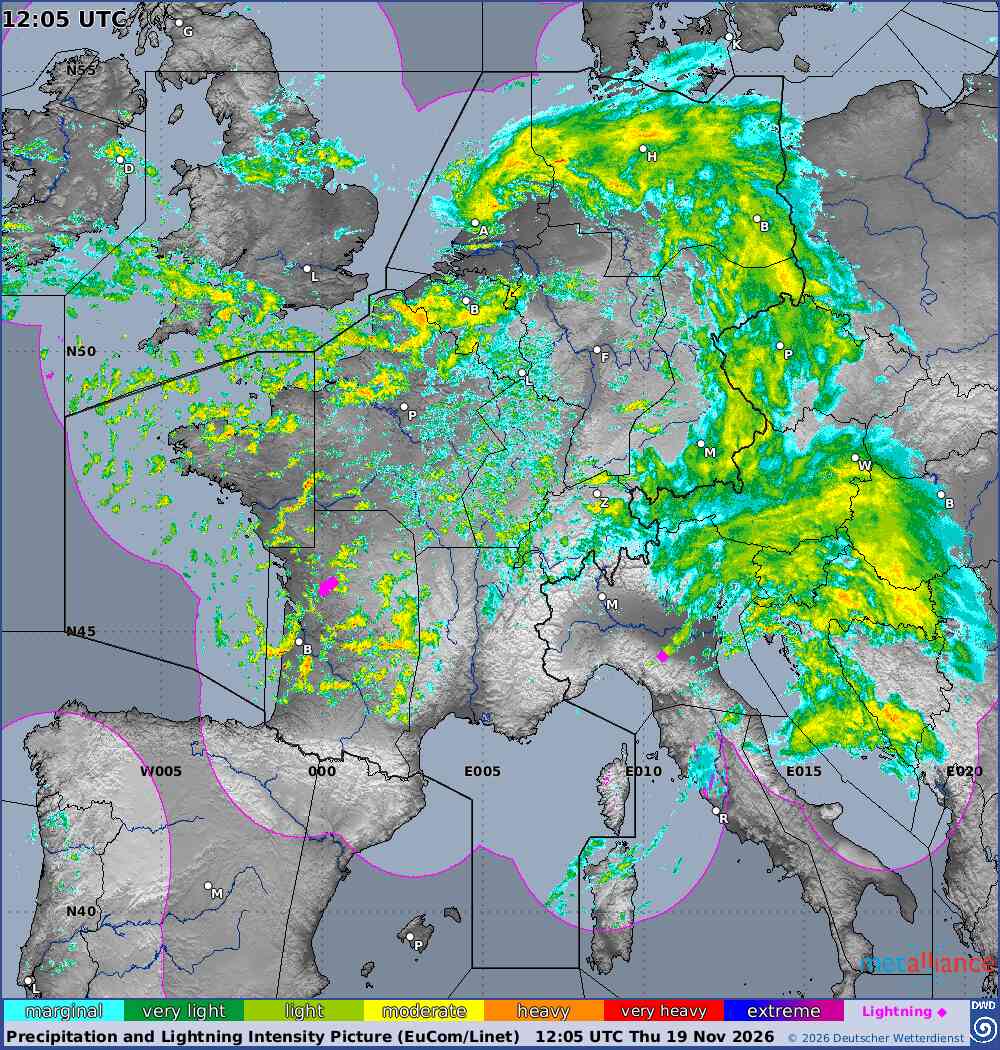 12:05 UTC
G
K
N55
D
H
A
B
L
B
N50
F
P
L
P
M
W
Z
B
M
N45
B
W005
000
E005
E010
E015
E020
R
M
N40
P
L
metalliance
marginal
very light
light
moderate
heavy
very heavy
extreme
Lightning ◆
DWD
Precipitation and Lightning Intensity Picture (EuCom/Linet) 12:05 UTC Thu 19 Nov 2026 © 2026 Deutscher Wetterdienst